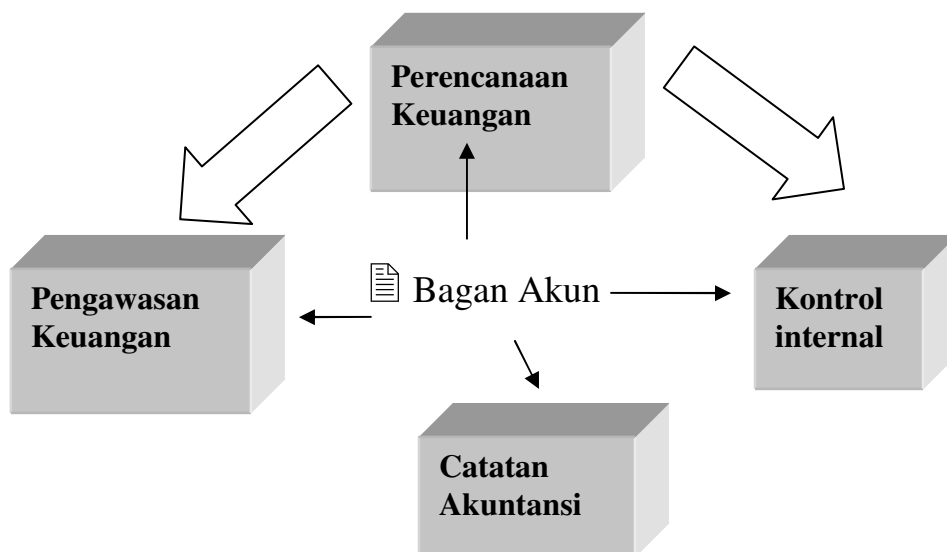 Perencanaan
Keuangan
Pengawasan
Keuangan
Bagan Akun
Kontrol
internal
Catatan
Akuntansi